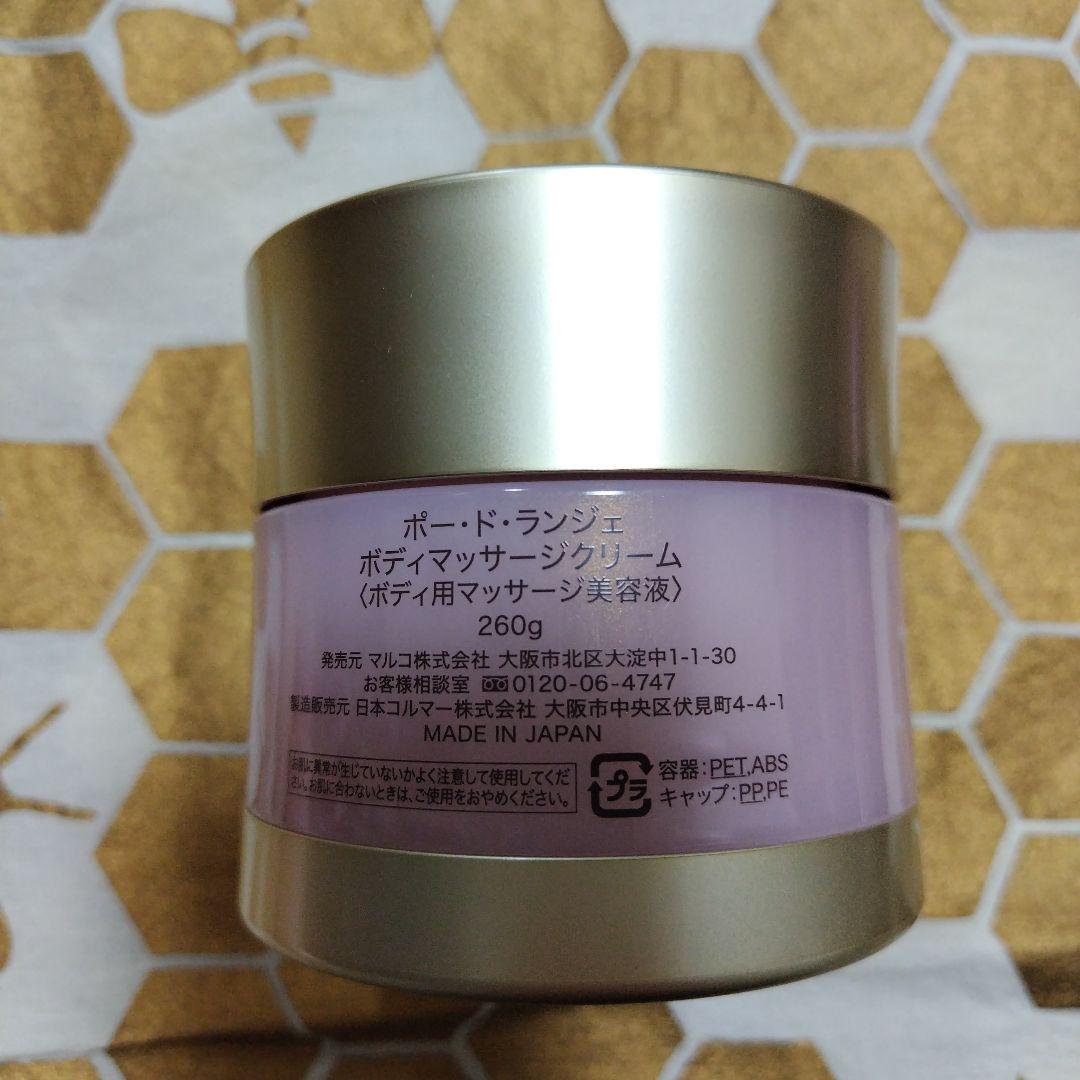 ポー・ド・ランジェ
ボディマッサージクリーム
〈ボディ用マッサージ美容液〉
260g
発売元 マルコ株式会社 大阪市北区大淀中1-1-30
お客様相談室 0120-06-4747
製造販売元 日本コルマー株式会社 大阪市中央区伏見町4-4-1
MADE IN JAPAN
お肌に異常が生じていないかよく注意して使用してくだ
さい。お肌に合わないときは、ご使用をおやめください。
プラ
容器:PET,ABS
キャップ:PP,PE